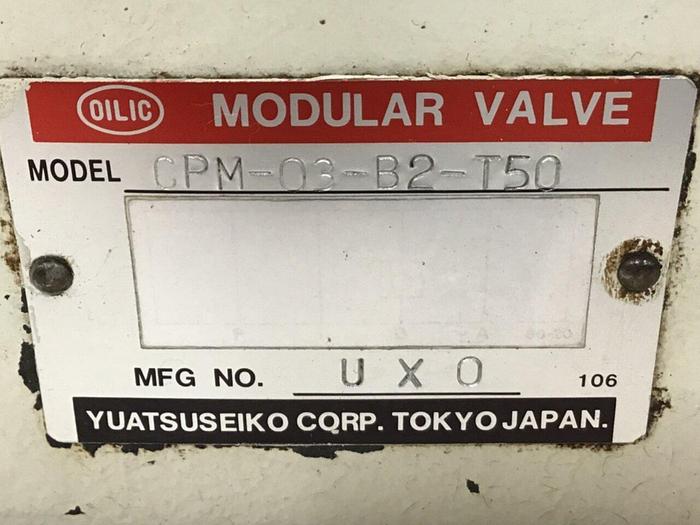 OILIC MODULAR VALVE
MODEL CPM-03-B2-T50
MFG NO. UXO 106
YUATSUSEIKO CORP. TOKYO JAPAN.